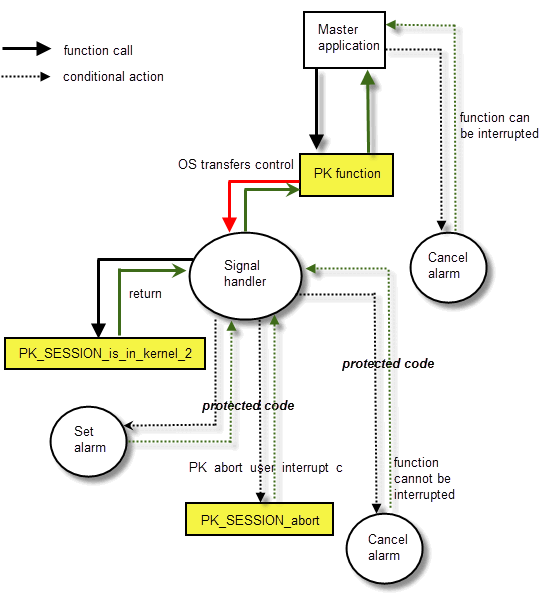 Master
application
function call
conditional action
function can
be interrupted
OS transfers control
PK function
Signal
handler
Cancel
alarm
return
PK_SESSION_is_in_kernel_2
protected code
protected code
Set
alarm
PK abort user interrupt c
function
cannot be
interrupted
PK_SESSION_abort
Cancel
alarm